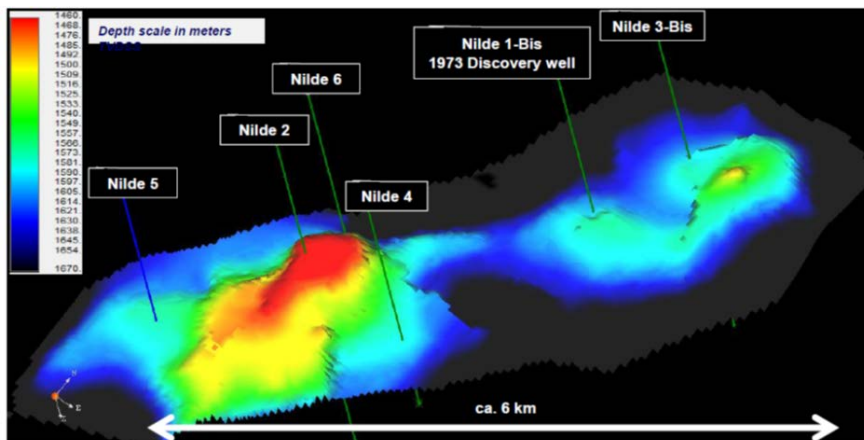 1460.
1468.
1476.
1485.
1492.
1500.
1509.
1516.
1525.
1533.
1540.
1549.
1557.
1573.
1581.
1590.
1597.
1605.
1614.
1621.
1630.
1638.
1645.
1654.
1670.
Depth scale in meters
Nilde 3-Bis
Nilde 1-Bis
1973 Discovery well
Nilde 6
Nilde 2
Nilde 5
Nilde 4
ca. 6 km